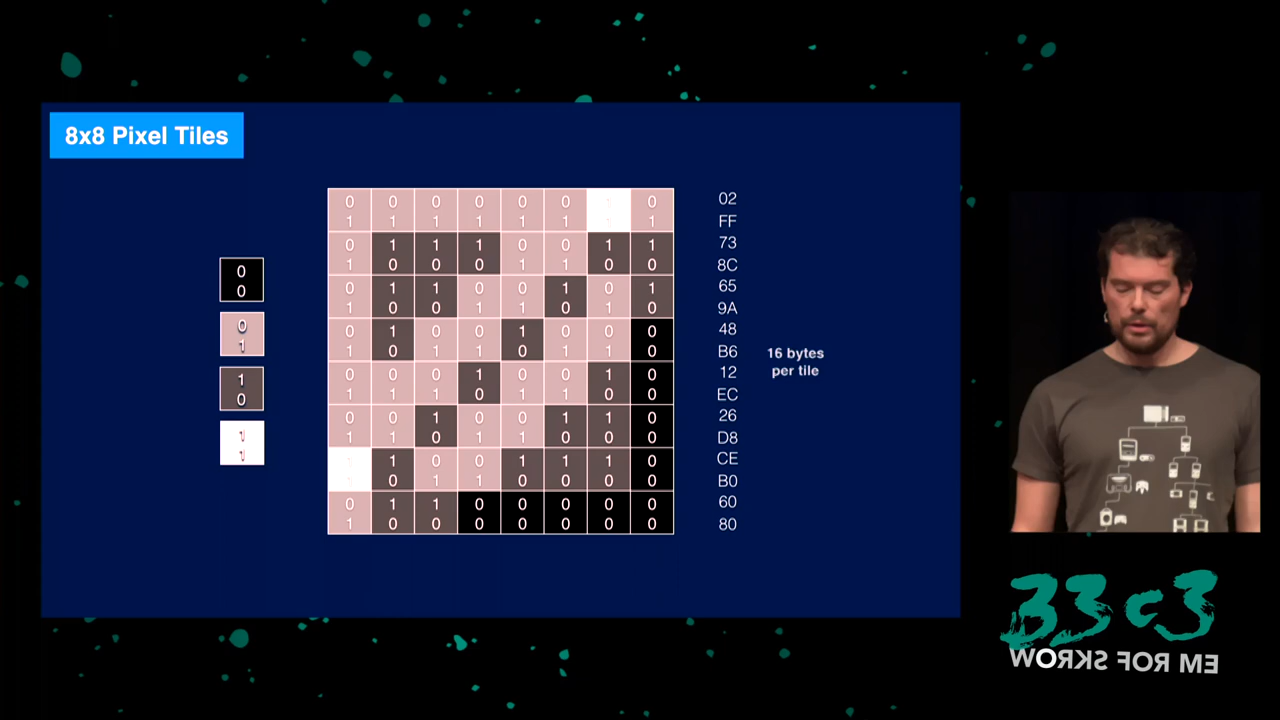 8x8 Pixel Tiles
0
0
0
1
1
0
1
1
0 0 0 0 0 0 1 0
1 1 1 1 1 1 1 1
0 1 1 1 0 0 1 1
1 0 0 0 1 1 0 0
0 1 1 0 0 1 0 1
1 0 0 1 1 0 1 0
0 1 0 0 1 0 0 0
1 0 1 1 0 1 1 0
0 0 0 1 0 0 1 0
1 1 1 0 1 1 0 0
0 0 1 0 0 1 1 0
1 1 0 1 1 0 0 0
1 1 0 0 1 1 1 0
1 0 1 1 0 0 0 0
0 1 1 0 0 0 0 0
1 0 0 0 0 0 0 0
02
FF
73
8C
65
9A
48
B6
12
EC
26
D8
CE
B0
60
80
16 bytes
per tile
33c3
WORKS FOR ME